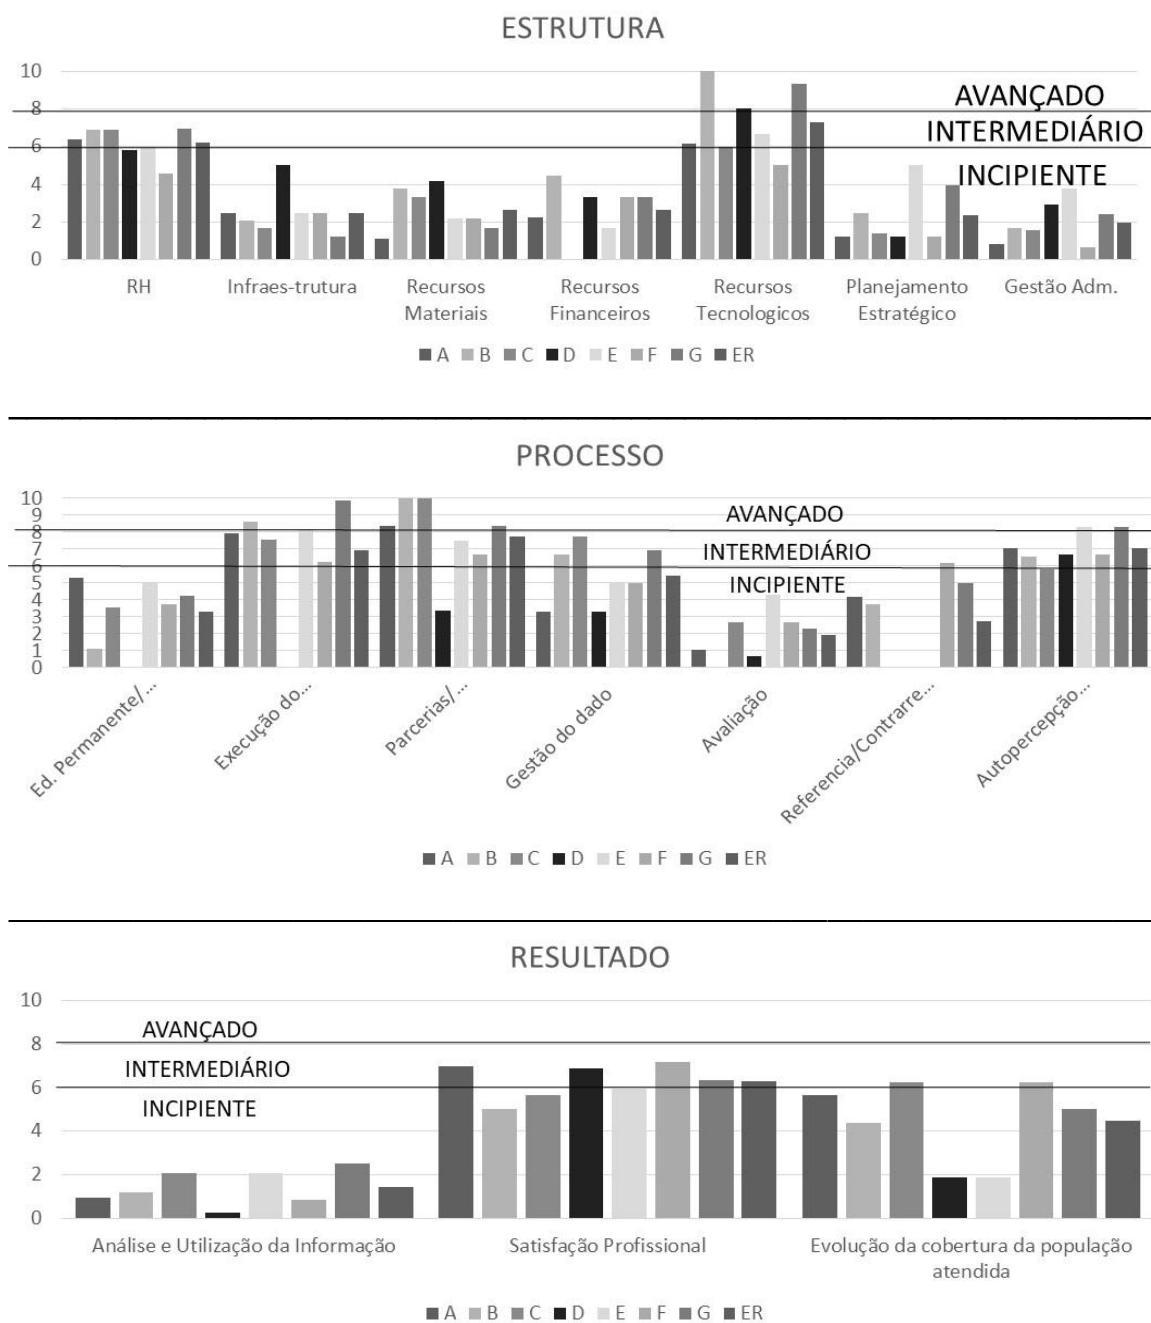 ESTRUTURA
10
8
6
4
2
0
AVANÇADO
INTERMEDIÁRIO
INCIPIENTE
RH
Infraes-trutura
Recursos
Materiais
Recursos
Financeiros
Recursos
Tecnologicos
Planejamento
Estratégico
Gestão Adm.
A B C D E F G ER
PROCESSO
10
9
8
7
6
5
4
3
2
1
0
AVANÇADO
INTERMEDIÁRIO
INCIPIENTE
Ed. Permanente/...
Execução do...
Parcerias/...
Gestão do dado
Avaliação
Referencia/Contrarre...
Autopercepção...
A B C D E F G ER
RESULTADO
10
8
6
4
2
0
AVANÇADO
INTERMEDIÁRIO
INCIPIENTE
Análise e Utilização da Informação
Satisfação Profissional
Evolução da cobertura da população
atendida
A B C D E F G ER